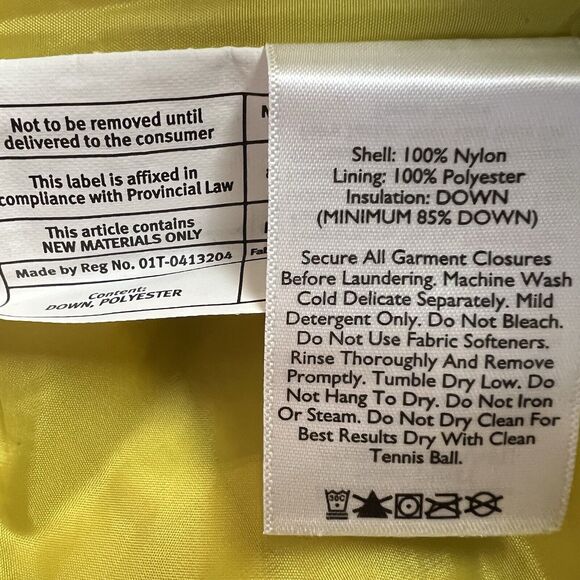 Not to be removed until
delivered to the consumer
This label is affixed in
compliance with Provincial Law
This article contains
NEW MATERIALS ONLY
Made by Reg No. 01T-0413204
Content:
DOWN, POLYESTER
Shell: 100% Nylon
Lining: 100% Polyester
Insulation: DOWN
(MINIMUM 85% DOWN)
Secure All Garment Closures
Before Laundering. Machine Wash
Cold Delicate Separately. Mild
Detergent Only. Do Not Bleach.
Do Not Use Fabric Softeners.
Rinse Thoroughly And Remove
Promptly. Tumble Dry Low. Do
Not Hang To Dry. Do Not Iron
Or Steam. Do Not Dry Clean For
Best Results Dry With Clean
Tennis Ball.
30C